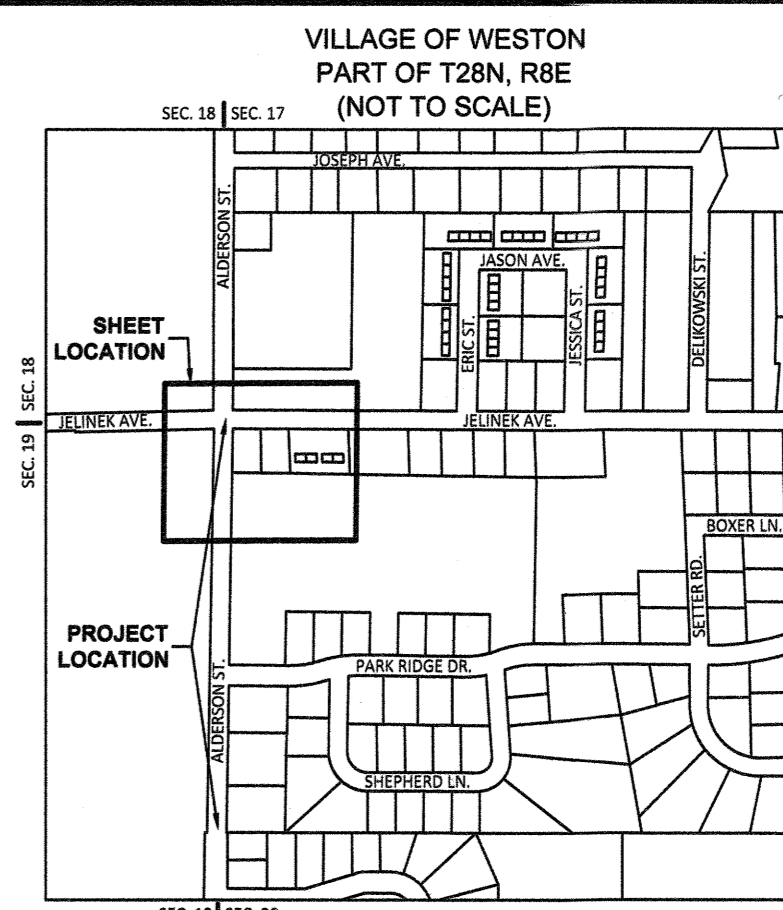 VILLAGE OF WESTON
PART OF T28N, R8E
(NOT TO SCALE)
SEC. 18 SEC. 17
JOSEPH AVE.
ALDERSON ST.
JASON AVE.
ERIC ST.
JESSICA ST.
DELIKOWSKI ST.
SHEET
LOCATION
SEC. 18
SEC. 19
JELINEK AVE.
JELINEK AVE.
BOXER LN.
SETTER RD.
PROJECT
LOCATION
ALDERSON ST.
PARK RIDGE DR.
SHEPHERD LN.